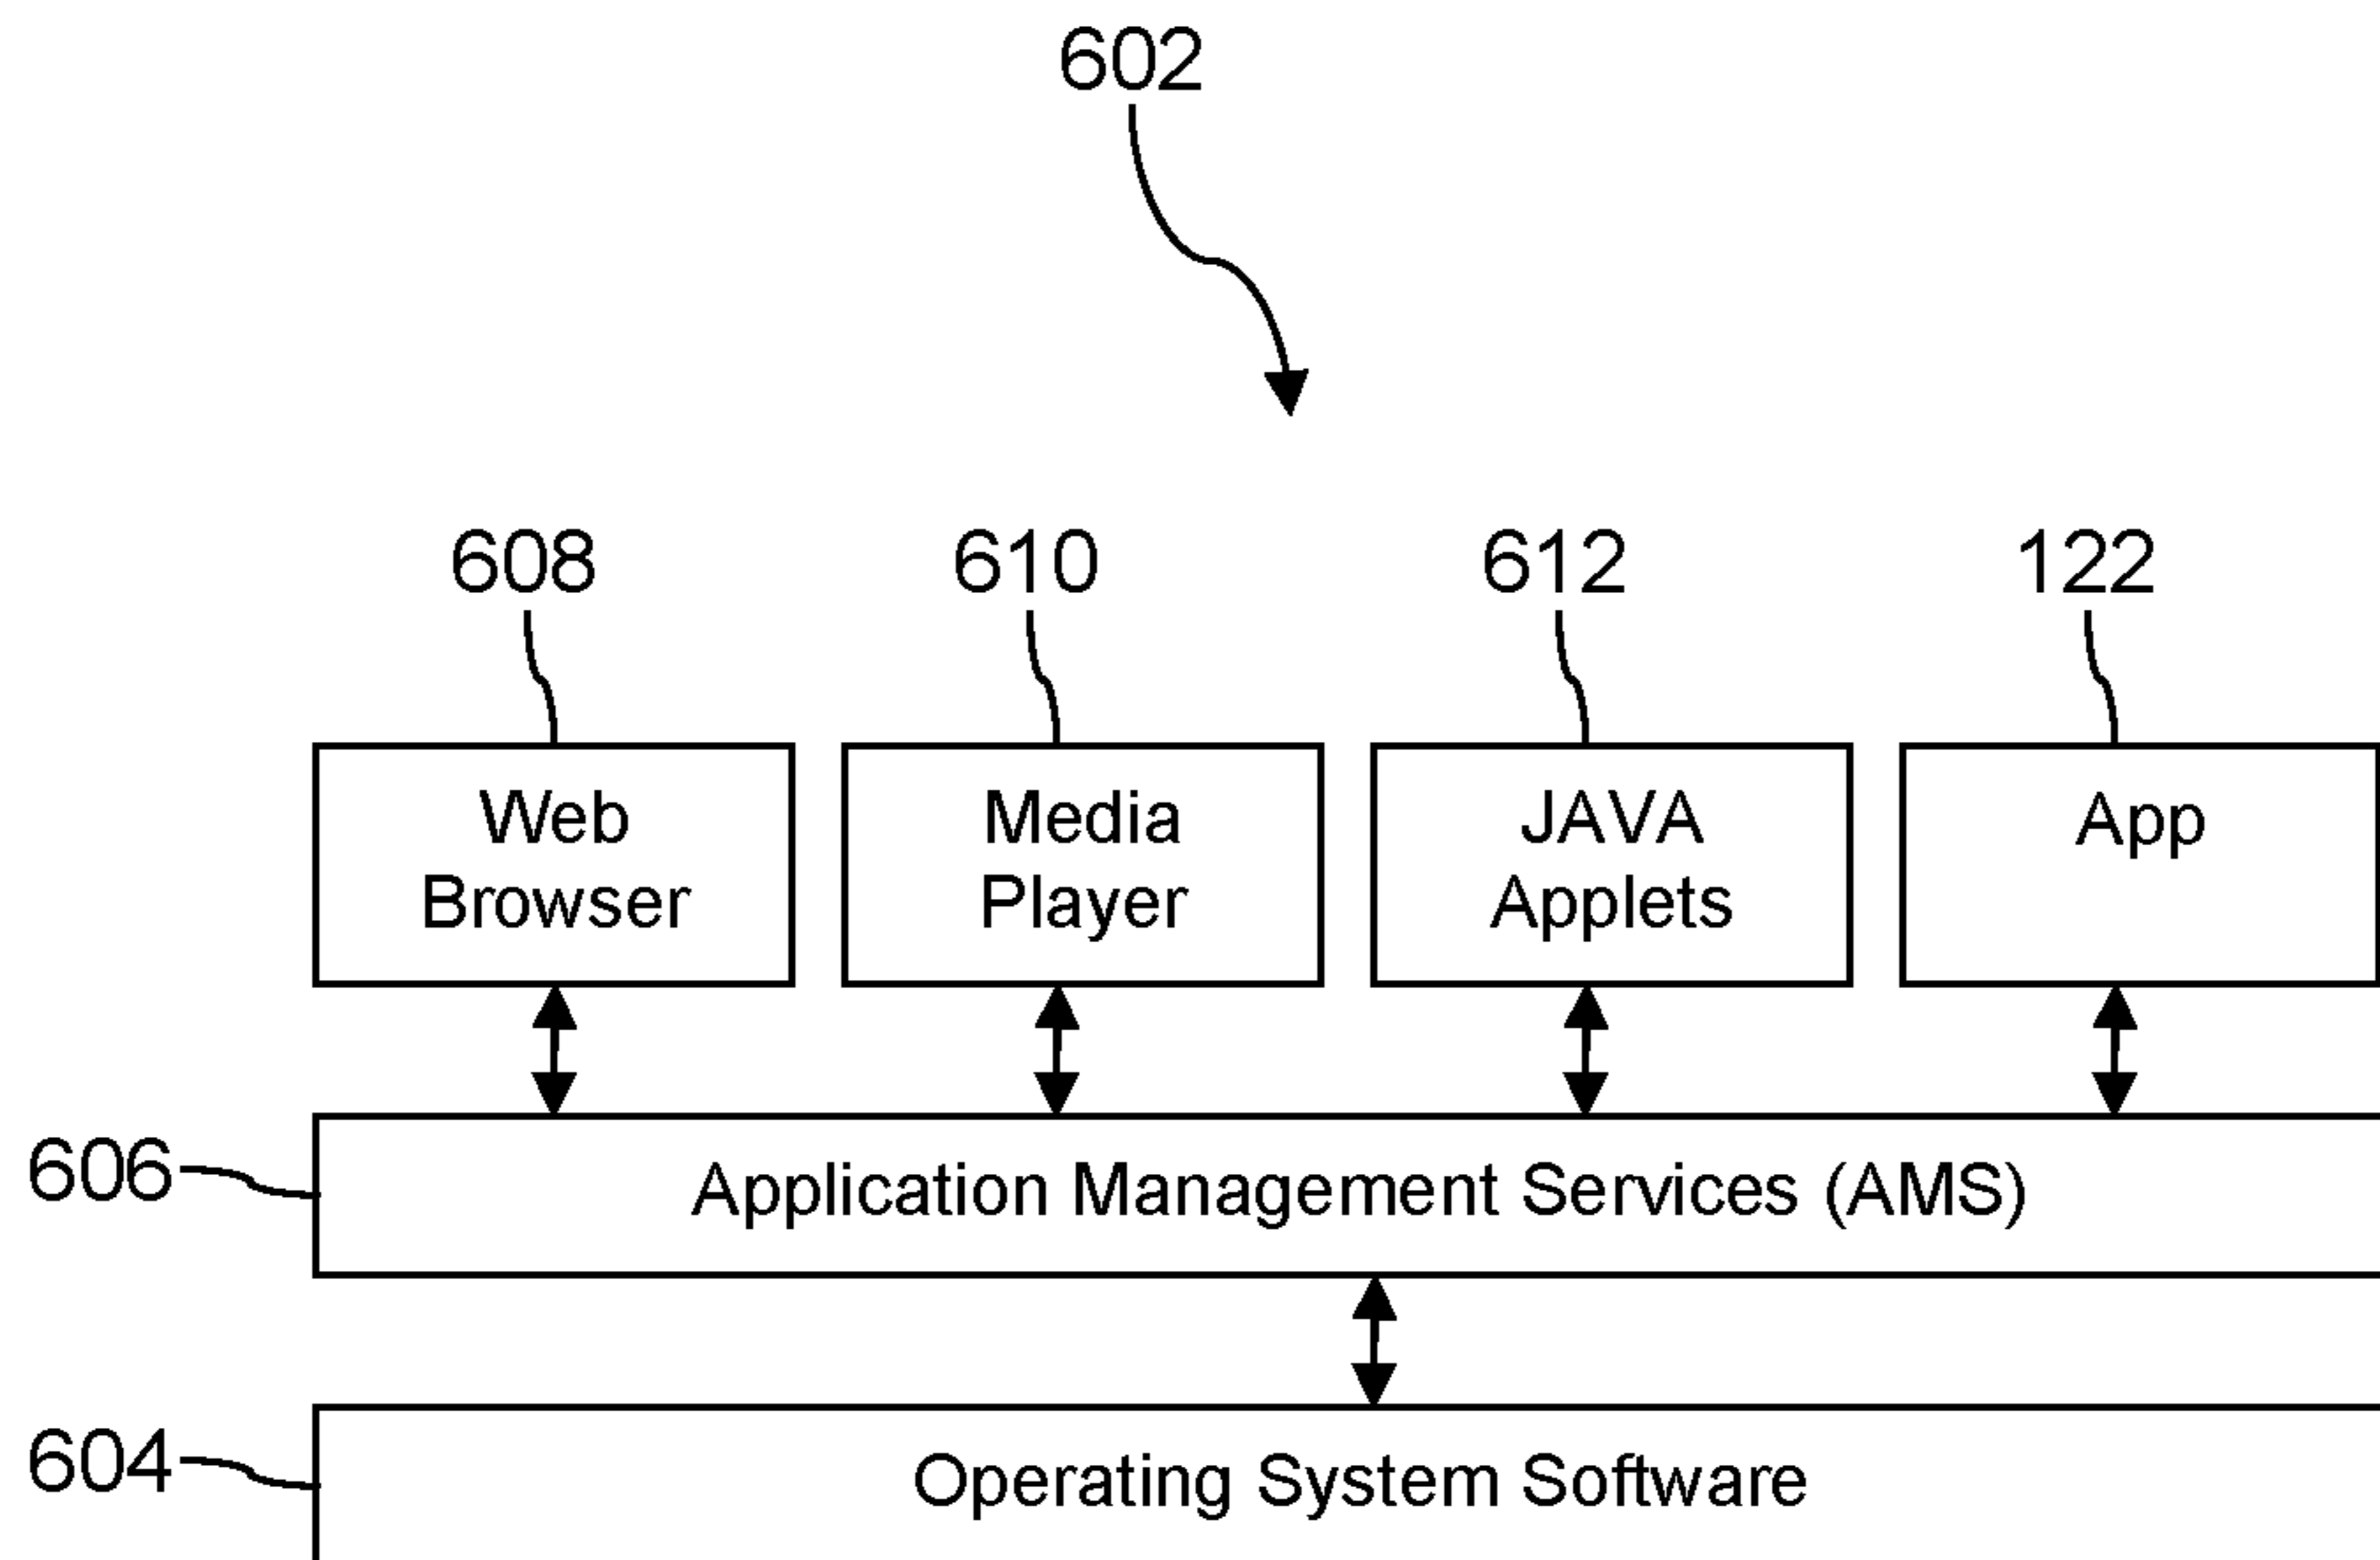 602
608
610
612
122
Web
Browser
Media
Player
JAVA
Applets
App
606
Application Management Services (AMS)
604
Operating System Software